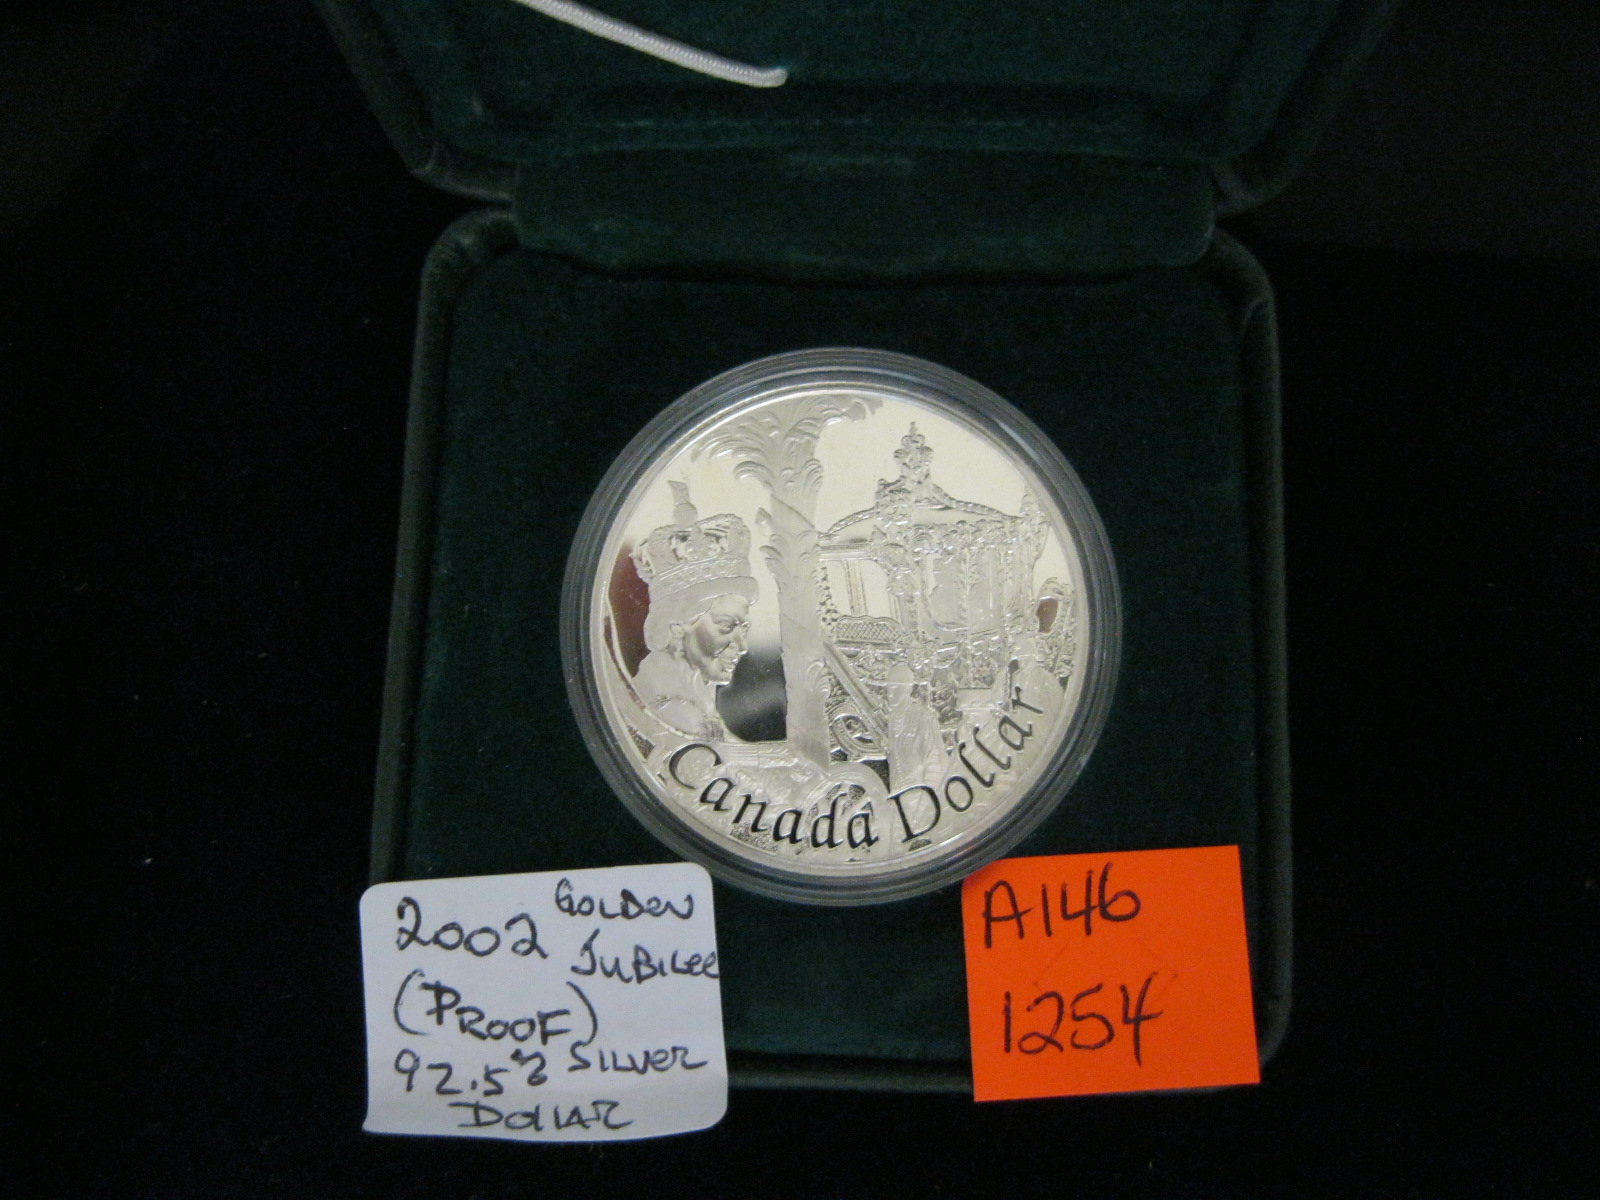 Canada Dollar
2002 GOLDEN
JUBILEE
(PROOF)
92.5% SILVER
DOLLAR
A146
1254